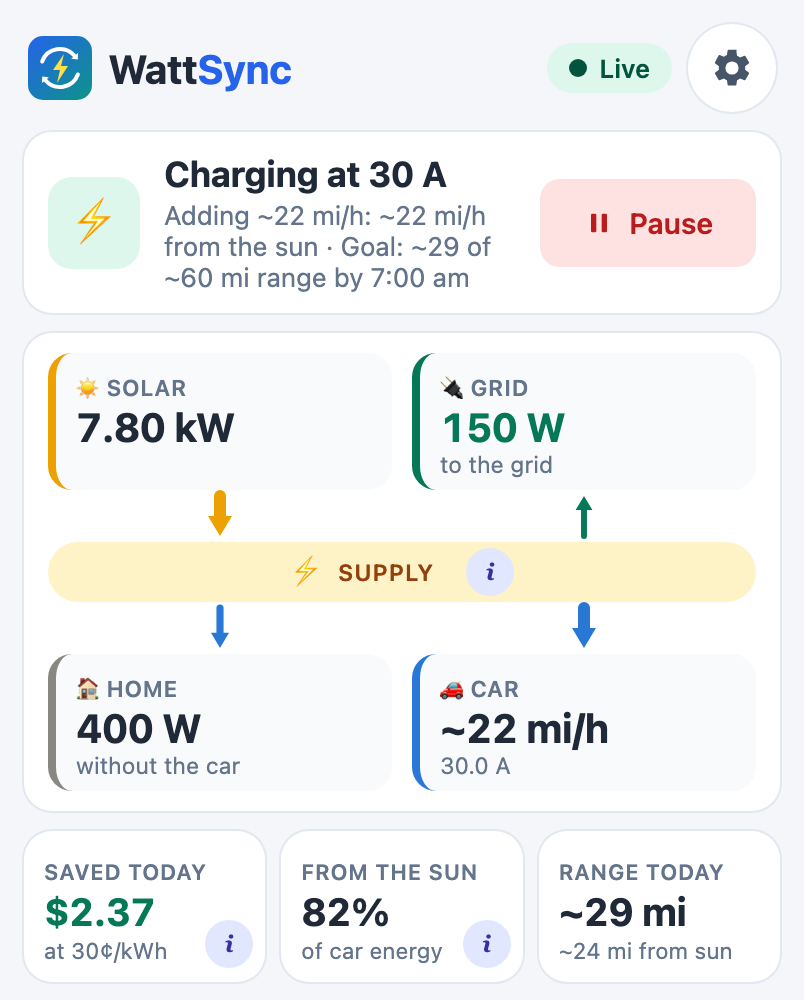 WattSync
Live
Charging at 30 A
Adding ~22 mi/h: ~22 mi/h
from the sun · Goal: ~29 of
~60 mi range by 7:00 am
Pause
SOLAR
7.80 kW
GRID
150 W
to the grid
SUPPLY
i
HOME
400 W
without the car
CAR
~22 mi/h
30.0 A
SAVED TODAY
$2.37
at 30¢/kWh
i
FROM THE SUN
82%
of car energy
i
RANGE TODAY
~29 mi
~24 mi from sun